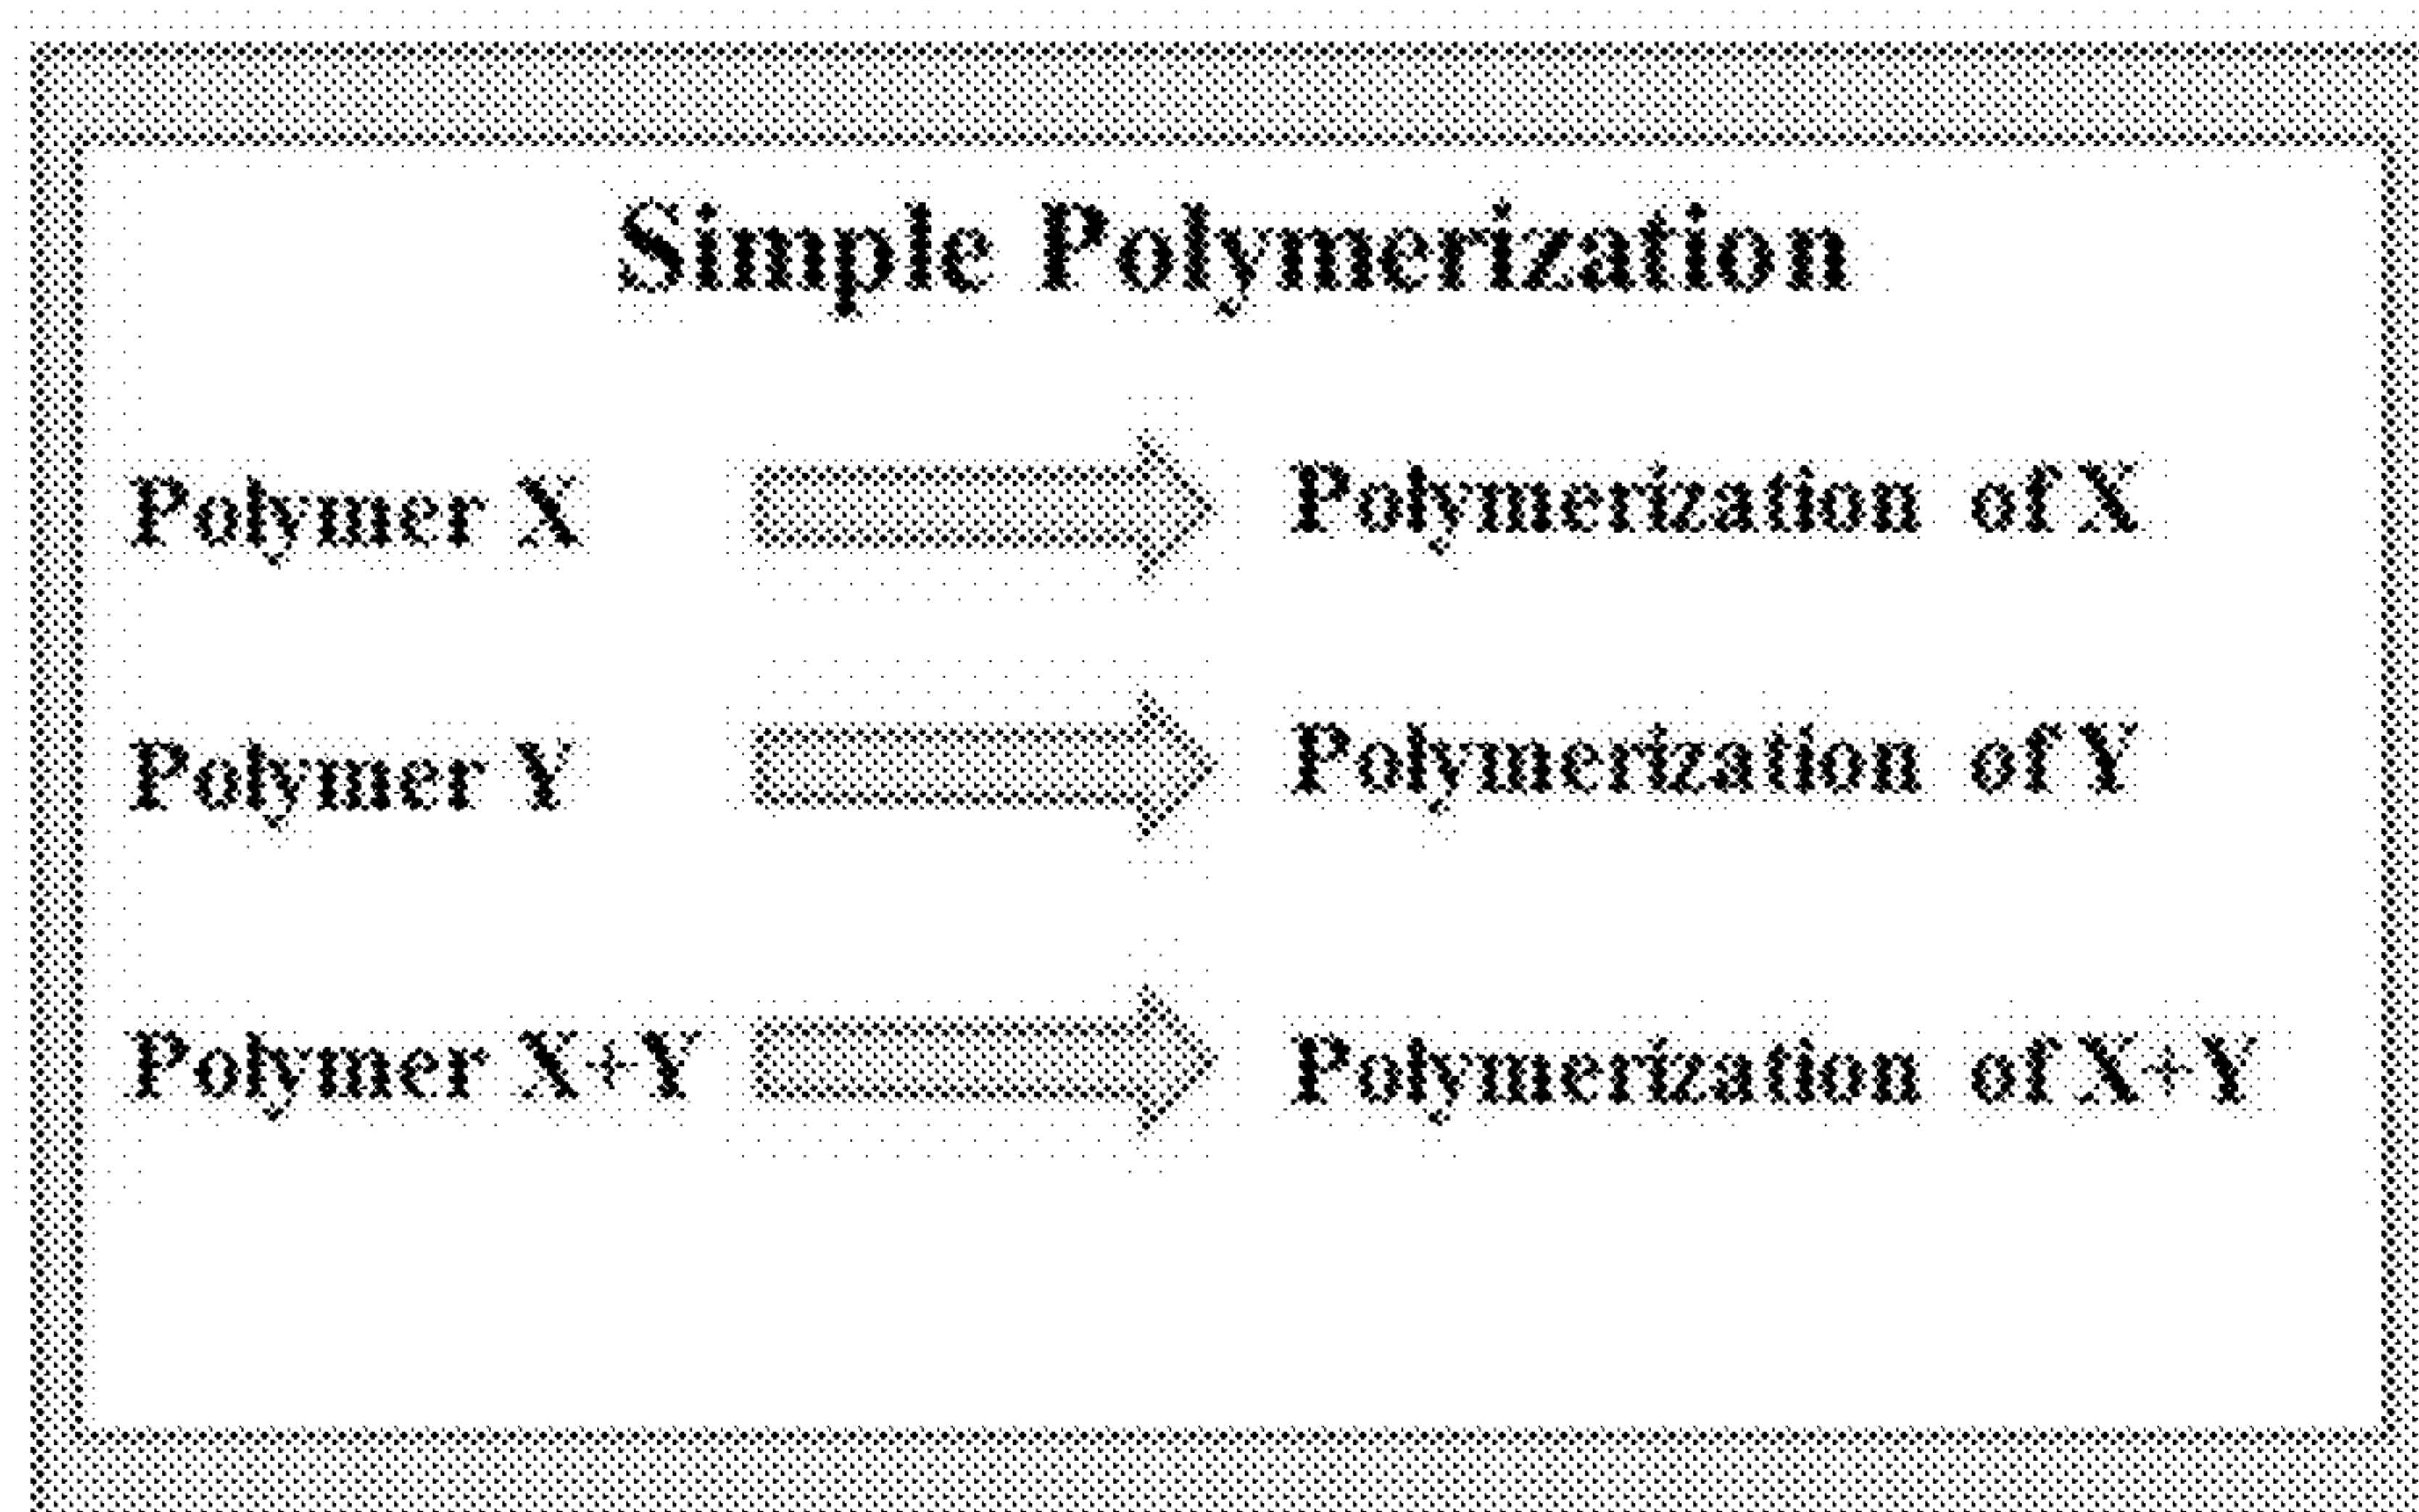 Simple Polymerization
Polymer X Polymerization of X
Polymer Y Polymerization of Y
Polymer X+Y Polymerization of X+Y